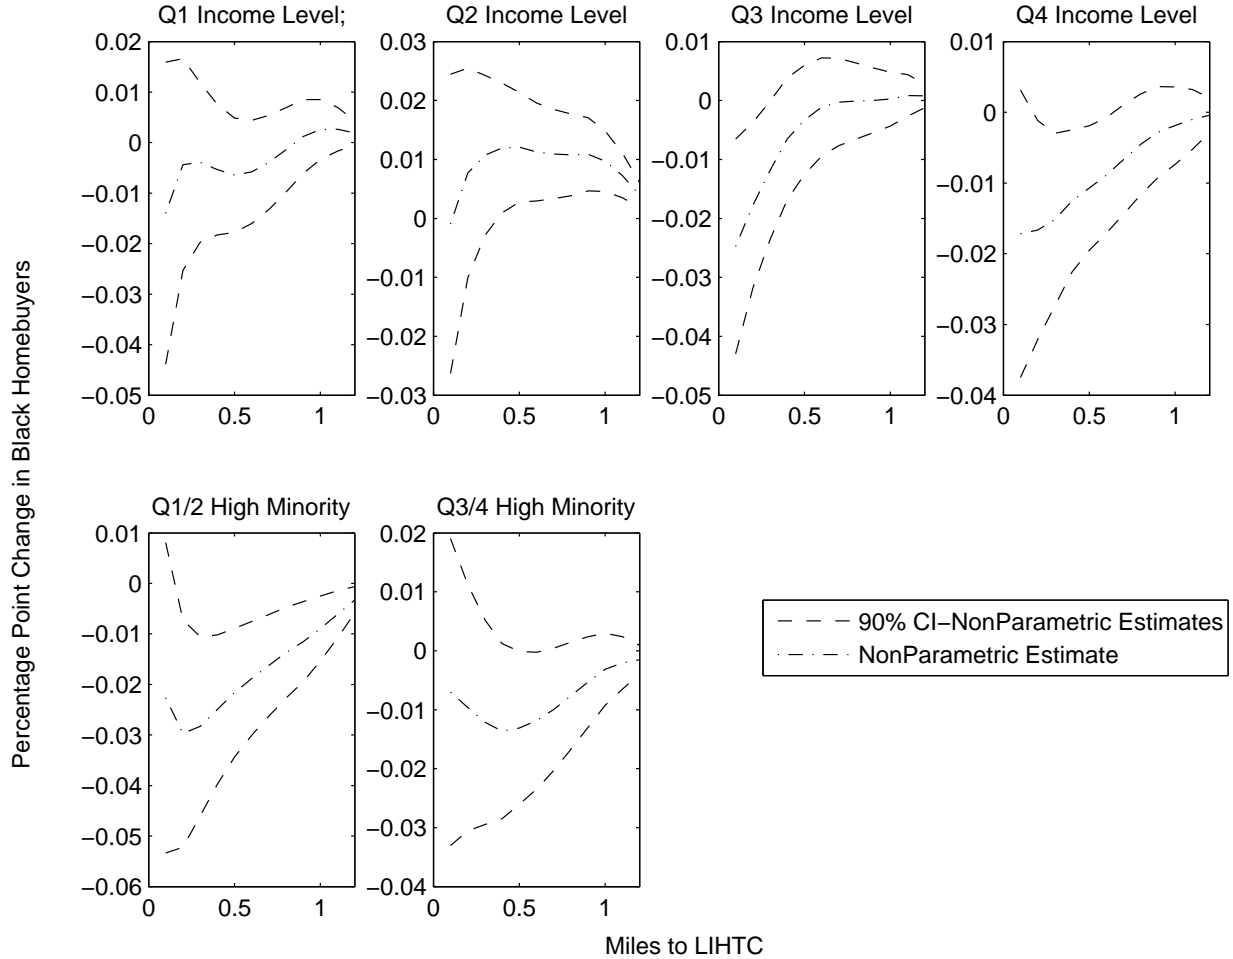 Q1 Income Level;
Q2 Income Level
Q3 Income Level
Q4 Income Level
0.02
0.01
0
−0.01
−0.02
−0.03
−0.04
−0.05
0 0.5 1
0.03
0.02
0.01
0
−0.01
−0.02
−0.03
0 0.5 1
0.01
0
−0.01
−0.02
−0.03
−0.04
−0.05
0 0.5 1
0.01
0
−0.01
−0.02
−0.03
−0.04
0 0.5 1
Percentage Point Change in Black Homebuyers
Q1/2 High Minority
Q3/4 High Minority
0.01
0
−0.01
−0.02
−0.03
−0.04
−0.05
−0.06
0 0.5 1
0.02
0.01
0
−0.01
−0.02
−0.03
−0.04
0 0.5 1
90% CI−NonParametric Estimates
NonParametric Estimate
Miles to LIHTC